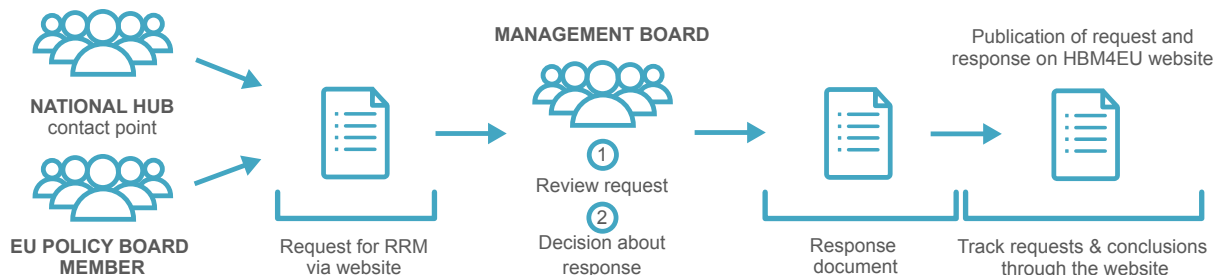 NATIONAL HUB
contact point
EU POLICY BOARD
MEMBER
Request for RRM
via website
MANAGEMENT BOARD
1
Review request
2
Decision about
response
Response
document
Publication of request and
response on HBM4EU website
Track requests & conclusions
through the website